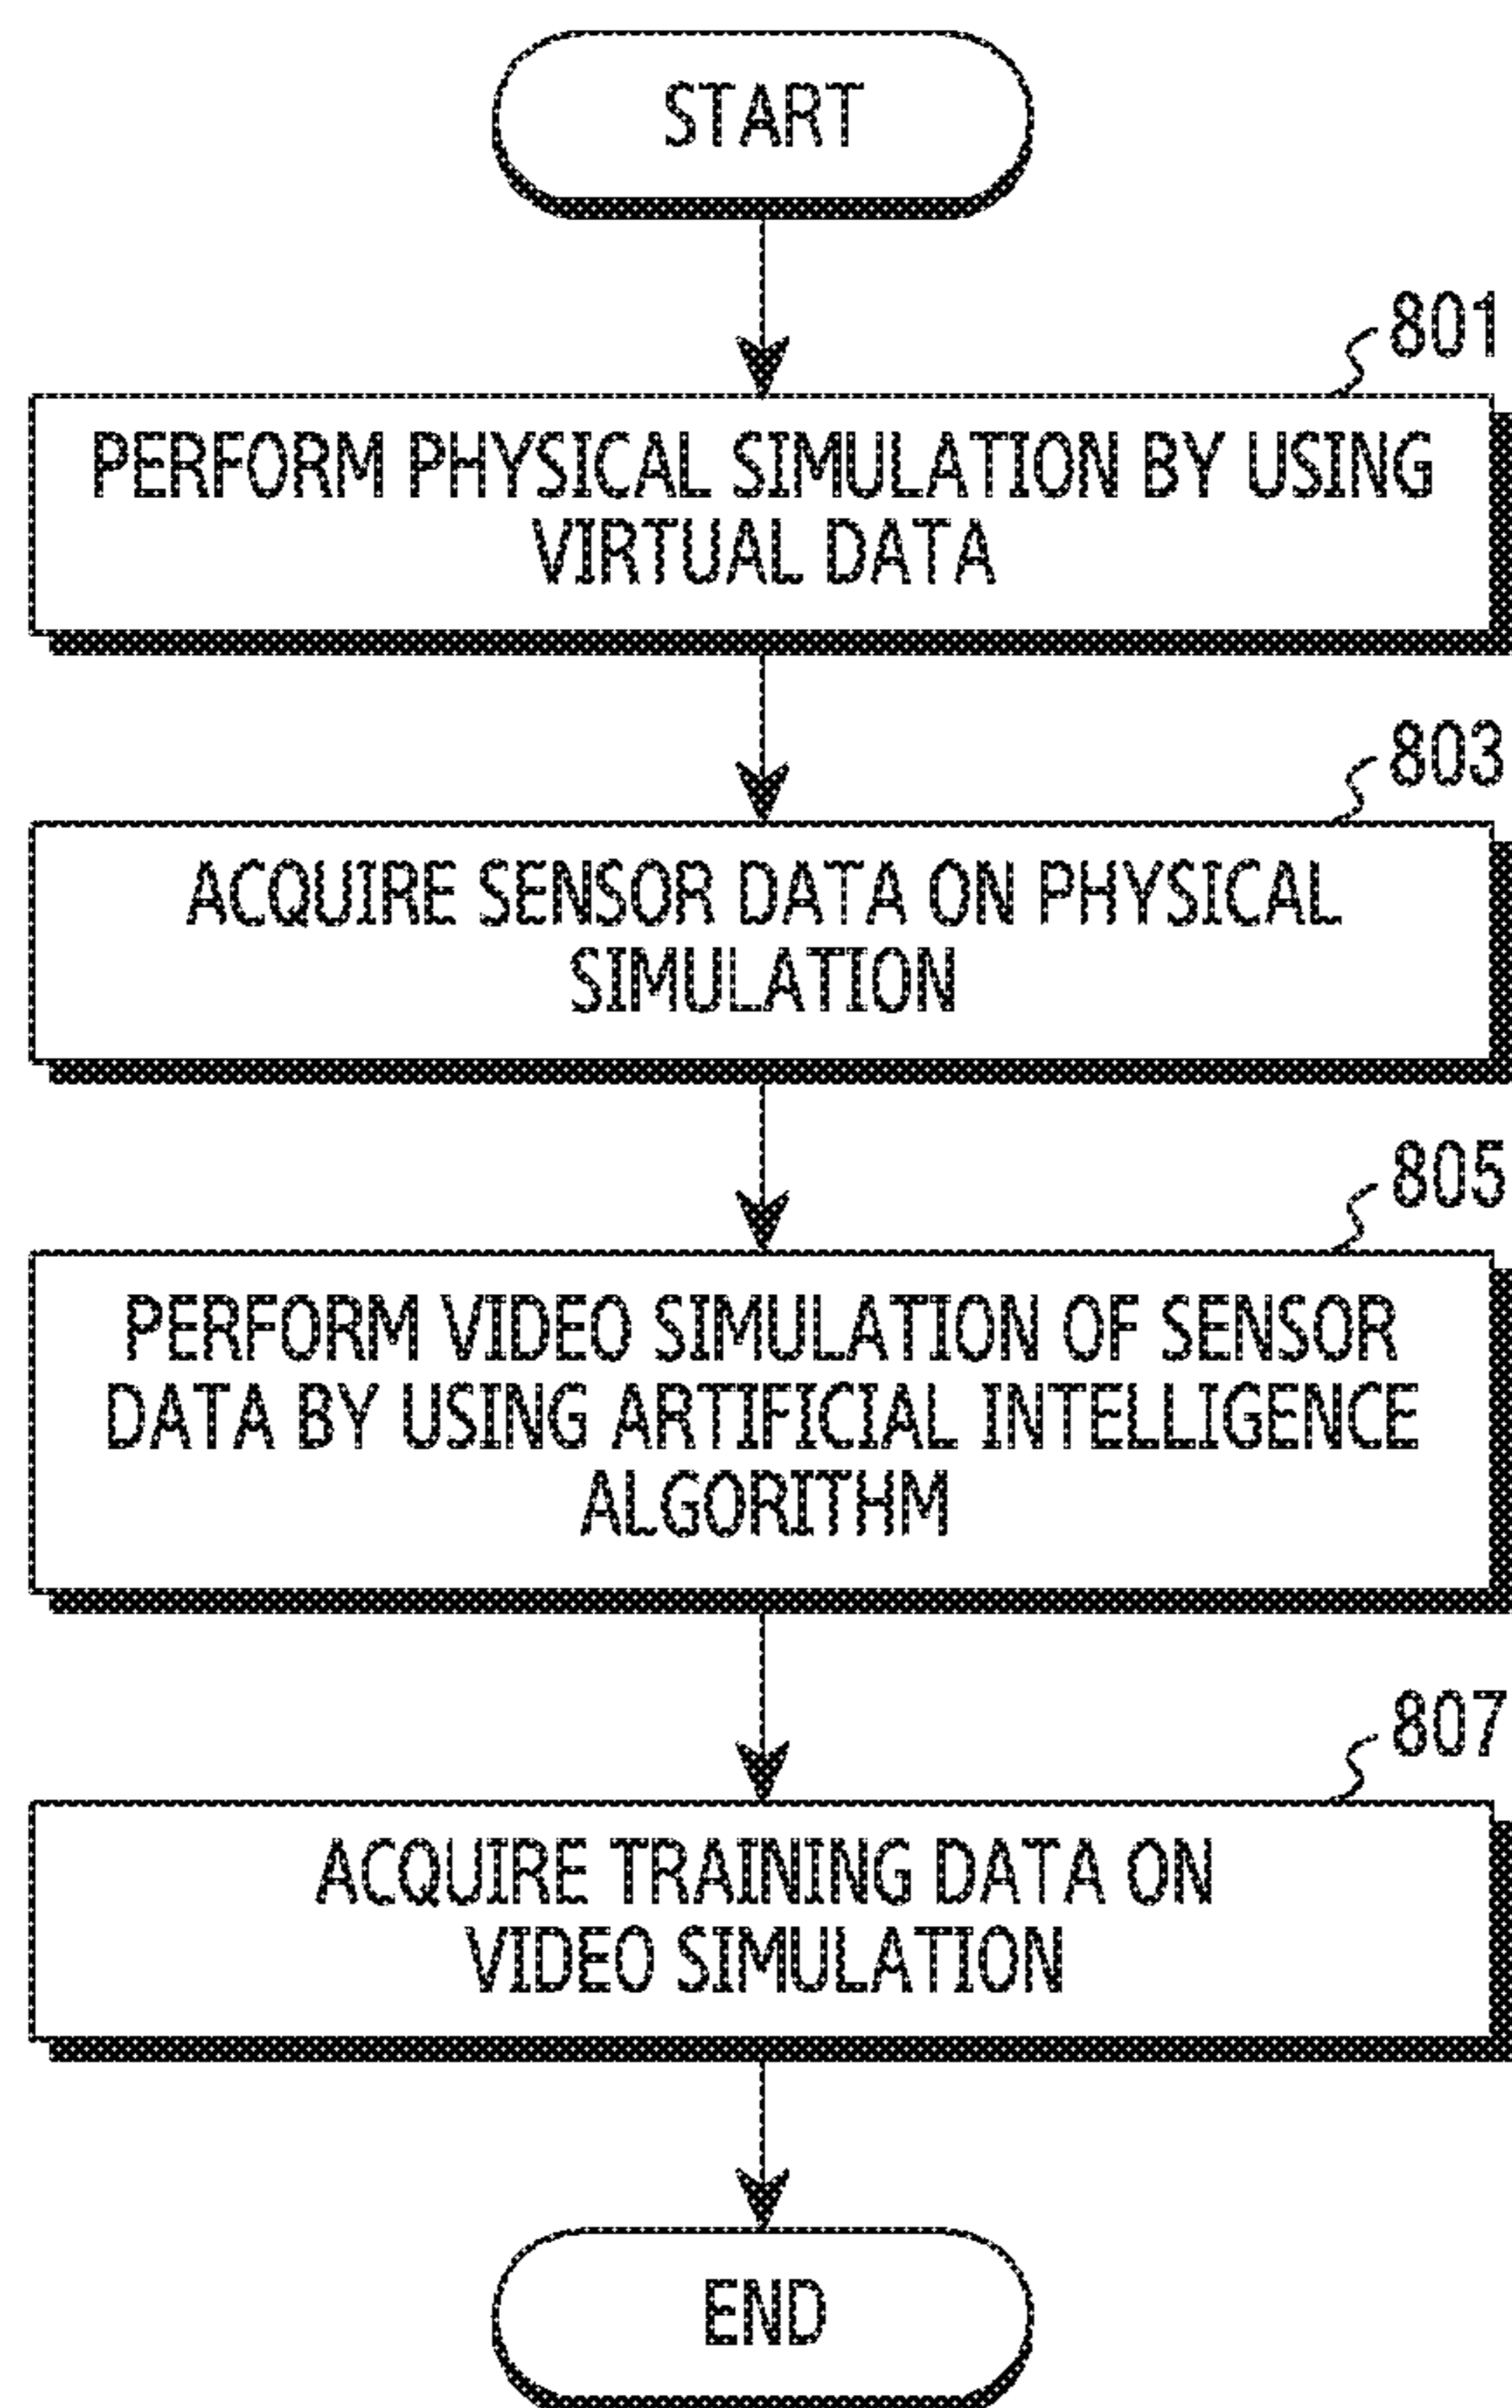 START
801
PERFORM PHYSICAL SIMULATION BY USING
VIRTUAL DATA
803
ACQUIRE SENSOR DATA ON PHYSICAL
SIMULATION
805
PERFORM VIDEO SIMULATION OF SENSOR
DATA BY USING ARTIFICIAL INTELLIGENCE
ALGORITHM
807
ACQUIRE TRAINING DATA ON
VIDEO SIMULATION
END